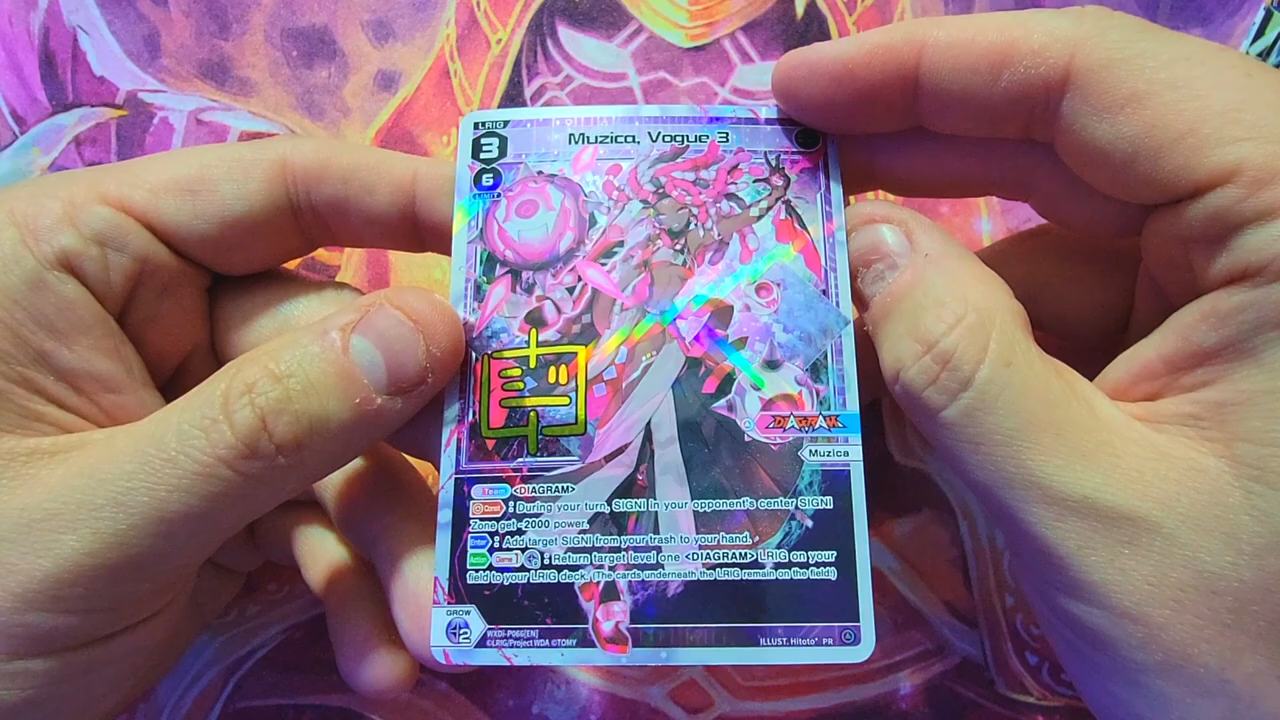 LRIG
3
Muzica, Vogue 3
6
LIMIT
DIAGRAM
Muzica
Team <DIAGRAM>
Const : During your turn, SIGNI in your opponent's center SIGNI
Zone get -2000 power.
Enter : Add target SIGNI from your trash to your hand.
Action Game 1 : Return target level one <DIAGRAM> LRIG on your
field to your LRIG deck. (The cards underneath the LRIG remain on the field!)
GROW
2
WXDi-P066[EN]
©LRIG/Project WDA ©TOMY
ILLUST. Hitoto* PR